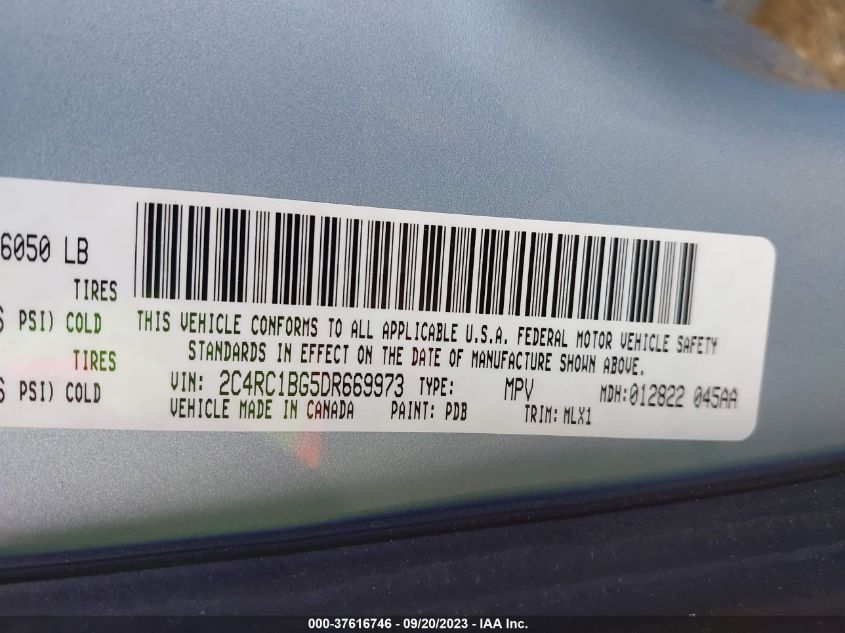 6050 LB
TIRES
PSI) COLD
TIRES
PSI) COLD
THIS VEHICLE CONFORMS TO ALL APPLICABLE U.S.A. FEDERAL MOTOR VEHICLE SAFETY
STANDARDS IN EFFECT ON THE DATE OF MANUFACTURE SHOWN ABOVE.
VIN: 2C4RC1BG5DR669973 TYPE: MPV MDH:012822 045AA
VEHICLE MADE IN CANADA PAINT: PDB TRIM: MLX1
000-37616746 - 09/20/2023 - IAA Inc.